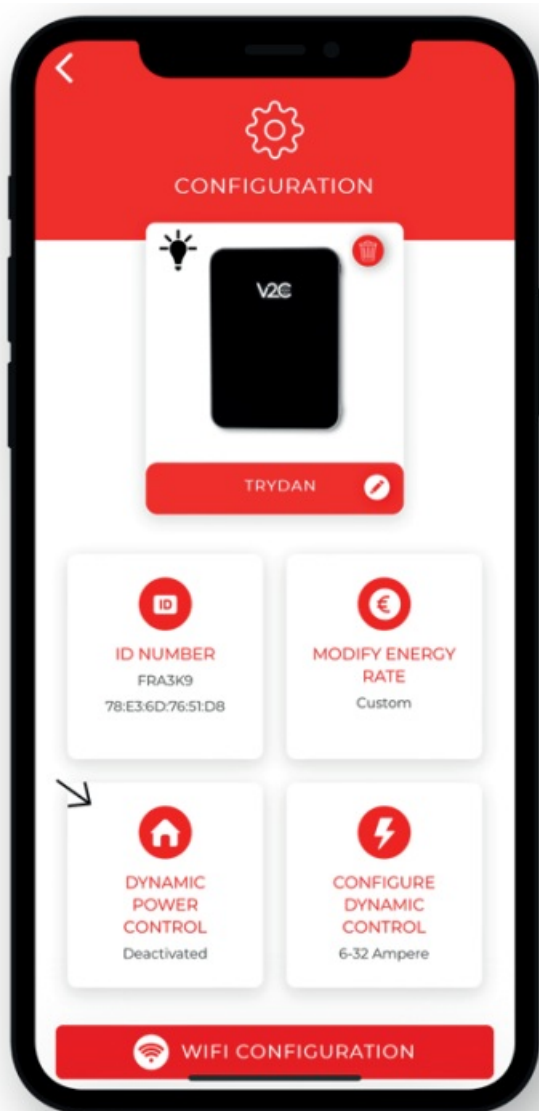 CONFIGURATION
V2C
TRYDAN
ID
ID NUMBER
FRA3K9
78:E3:6D:76:51:D8
€
MODIFY ENERGY
RATE
Custom
DYNAMIC
POWER
CONTROL
Deactivated
CONFIGURE
DYNAMIC
CONTROL
6-32 Ampere
WIFI CONFIGURATION